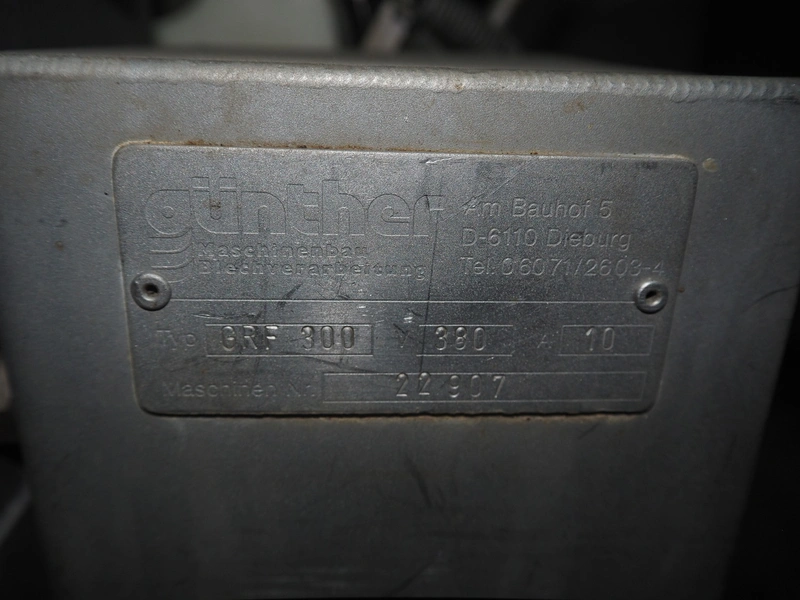 günther
Maschinenbau
Blechverarbeitung
Am Bauhof 5
D-6110 Dieburg
Tel. 06071/2603-4
Typ GRF 300 V 380 A 10
Maschinen Nr. 22907